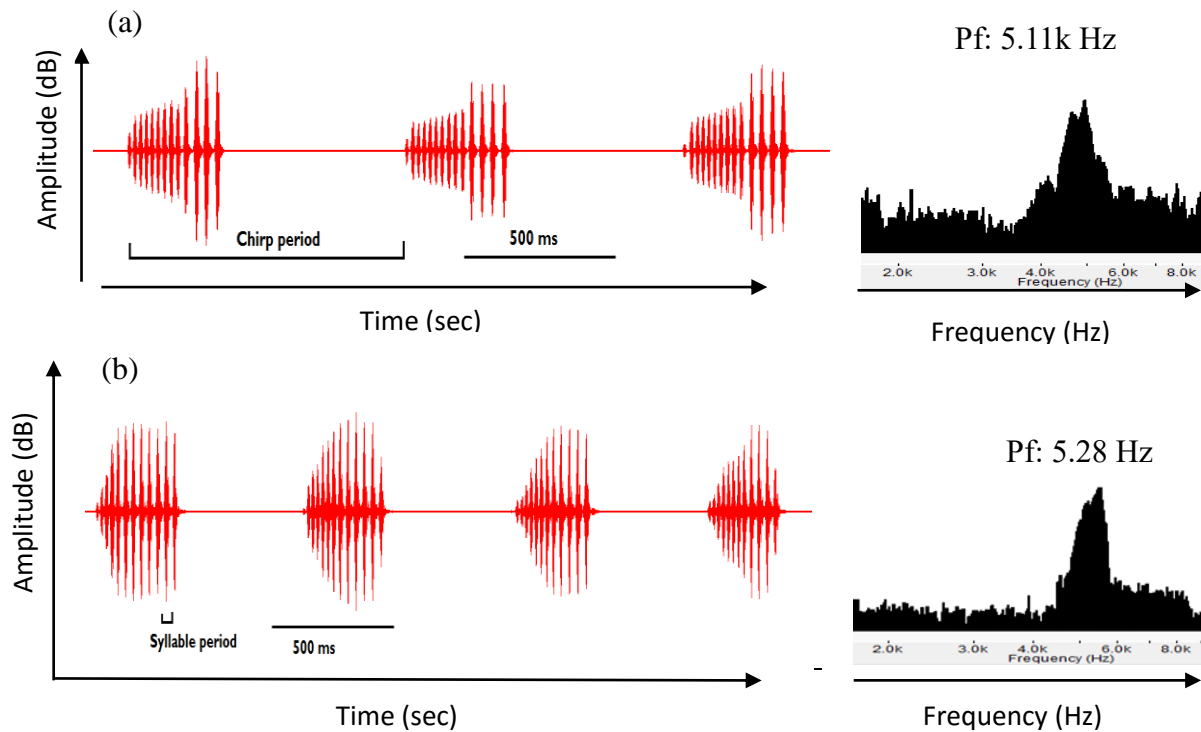 (a)
Pf: 5.11k Hz
Amplitude (dB)
Chirp period
500 ms
2.0k 3.0k 4.0k 6.0k 8.0k
Frequency (Hz)
Time (sec)
Frequency (Hz)
(b)
Pf: 5.28 Hz
Amplitude (dB)
Syllable period
500 ms
2.0k 3.0k 4.0k 6.0k 8.0k
Frequency (Hz)
Time (sec)
Frequency (Hz)